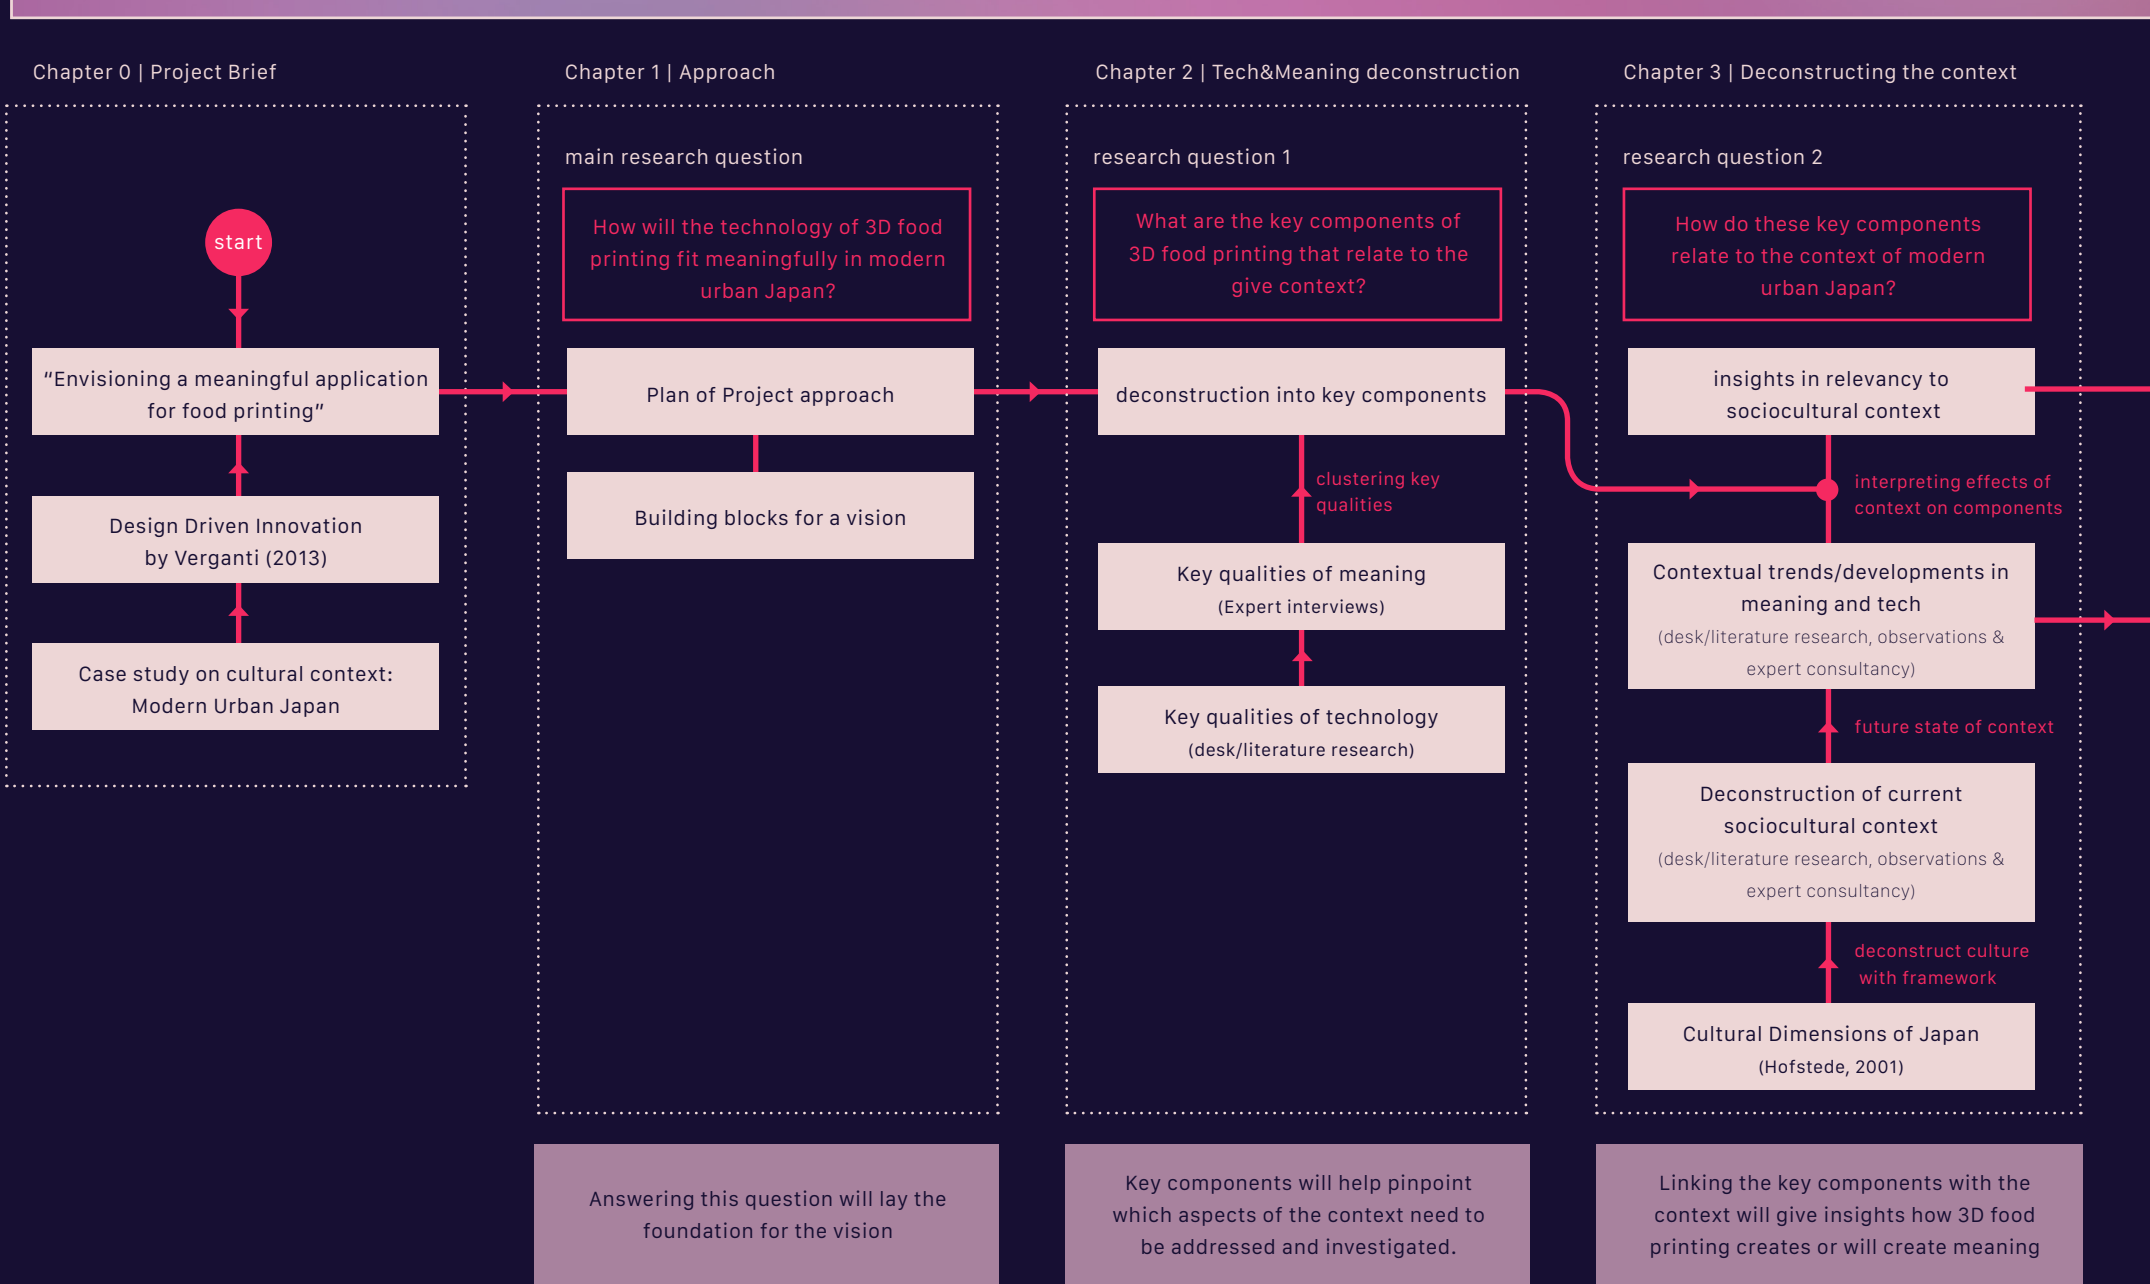 Chapter 0 | Project Brief
start
“Envisioning a meaningful application
for food printing”
Design Driven Innovation
by Verganti (2013)
Case study on cultural context:
Modern Urban Japan
Chapter 1 | Approach
main research question
How will the technology of 3D food
printing fit meaningfully in modern
urban Japan?
Plan of Project approach
Building blocks for a vision
Answering this question will lay the
foundation for the vision
Chapter 2 | Tech&Meaning deconstruction
research question 1
What are the key components of
3D food printing that relate to the
give context?
deconstruction into key components
clustering key
qualities
Key qualities of meaning
(Expert interviews)
Key qualities of technology
(desk/literature research)
Key components will help pinpoint
which aspects of the context need to
be addressed and investigated.
Chapter 3 | Deconstructing the context
research question 2
How do these key components
relate to the context of modern
urban Japan?
insights in relevancy to
sociocultural context
interpreting effects of
context on components
Contextual trends/developments in
meaning and tech
(desk/literature research, observations &
expert consultancy)
future state of context
Deconstruction of current
sociocultural context
(desk/literature research, observations &
expert consultancy)
deconstruct culture
with framework
Cultural Dimensions of Japan
(Hofstede, 2001)
Linking the key components with the
context will give insights how 3D food
printing creates or will create meaning